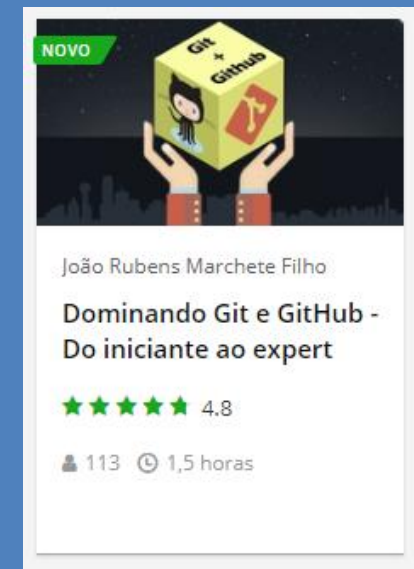 NOVO
Git
+
Github
João Rubens Marchete Filho
Dominando Git e GitHub -
Do iniciante ao expert
4.8
113 1,5 horas